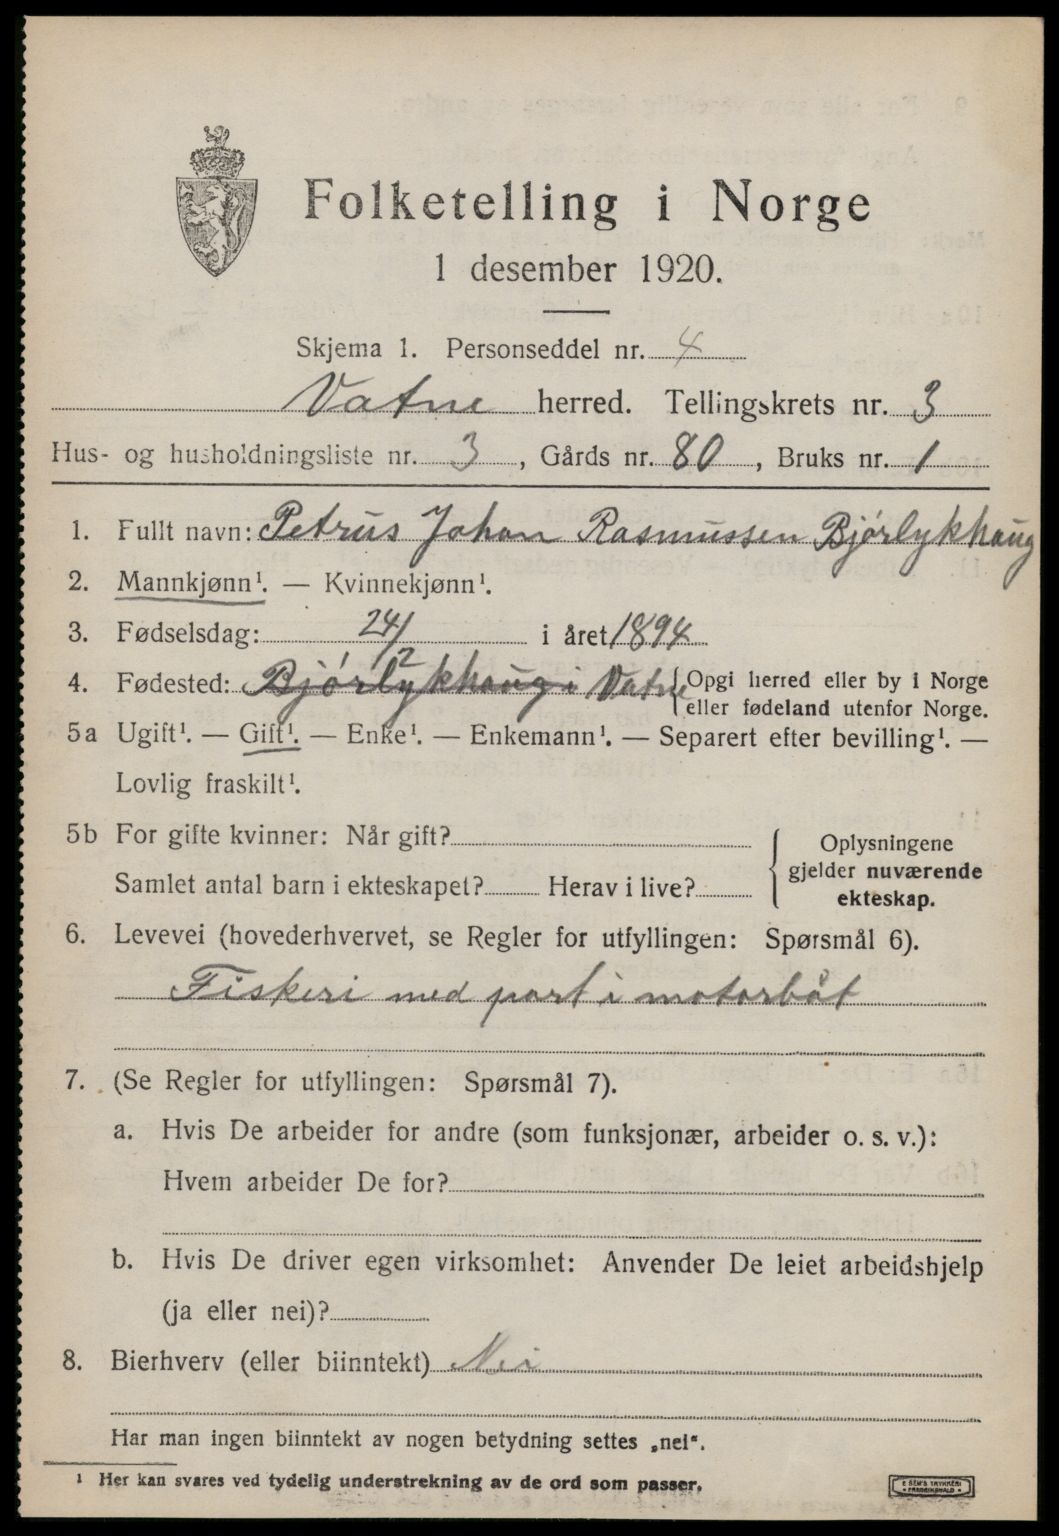 Folketelling i Norge
1 desember 1920.
Skjema 1. Personseddel nr. 4
Vatne herred. Tellingskrets nr. 3
Hus- og husholdningsliste nr. 3, Gårds nr. 80, Bruks nr. 1
1. Fullt navn: Petrus Johan Rasmussen Bjørlykhaug
2. Mannkjønn¹. — Kvinnekjønn¹.
3. Fødselsdag: 24/2 i året 1894
4. Fødested: Bjørlykhaug i Vatne { Opgi herred eller by i Norge
eller fødeland utenfor Norge.
5a Ugift¹. — Gift¹. — Enke¹. — Enkemann¹. — Separert efter bevilling¹. —
Lovlig fraskilt¹.
5b For gifte kvinner: Når gift?
Samlet antal barn i ekteskapet? Herav i live?
{ Oplysningene
gjelder nuværende
ekteskap.
6. Levevei (hovederhvervet, se Regler for utfyllingen: Spørsmål 6).
Fiskeri med part i motorbåt
7. (Se Regler for utfyllingen: Spørsmål 7).
a. Hvis De arbeider for andre (som funksjonær, arbeider o. s. v.):
Hvem arbeider De for?
b. Hvis De driver egen virksomhet: Anvender De leiet arbeidshjelp
(ja eller nei)?
8. Bierhverv (eller biinntekt) Nei
Har man ingen biinntekt av nogen betydning settes „nei“.
¹ Her kan svares ved tydelig understrekning av de ord som passer.
E SEM'S TRYKKERI
FREDRIKSHALD